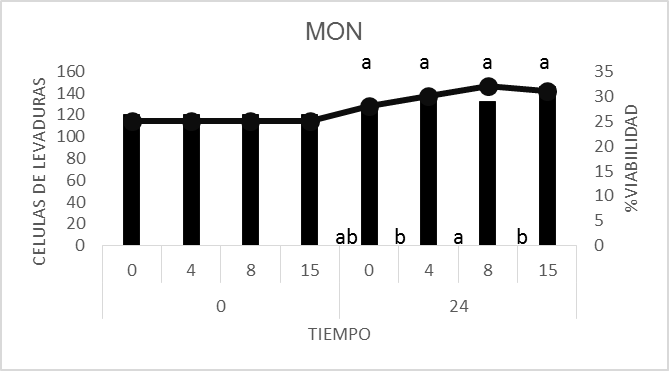 MON
a a a a
160 35
140 30
120 25
100 20
80 15
60 10
40 5
20 0
0
CELULAS DE LEVADURAS
%VIABIILIDAD
ab b a b
0 4 8 15 0 4 8 15
0 24
TIEMPO